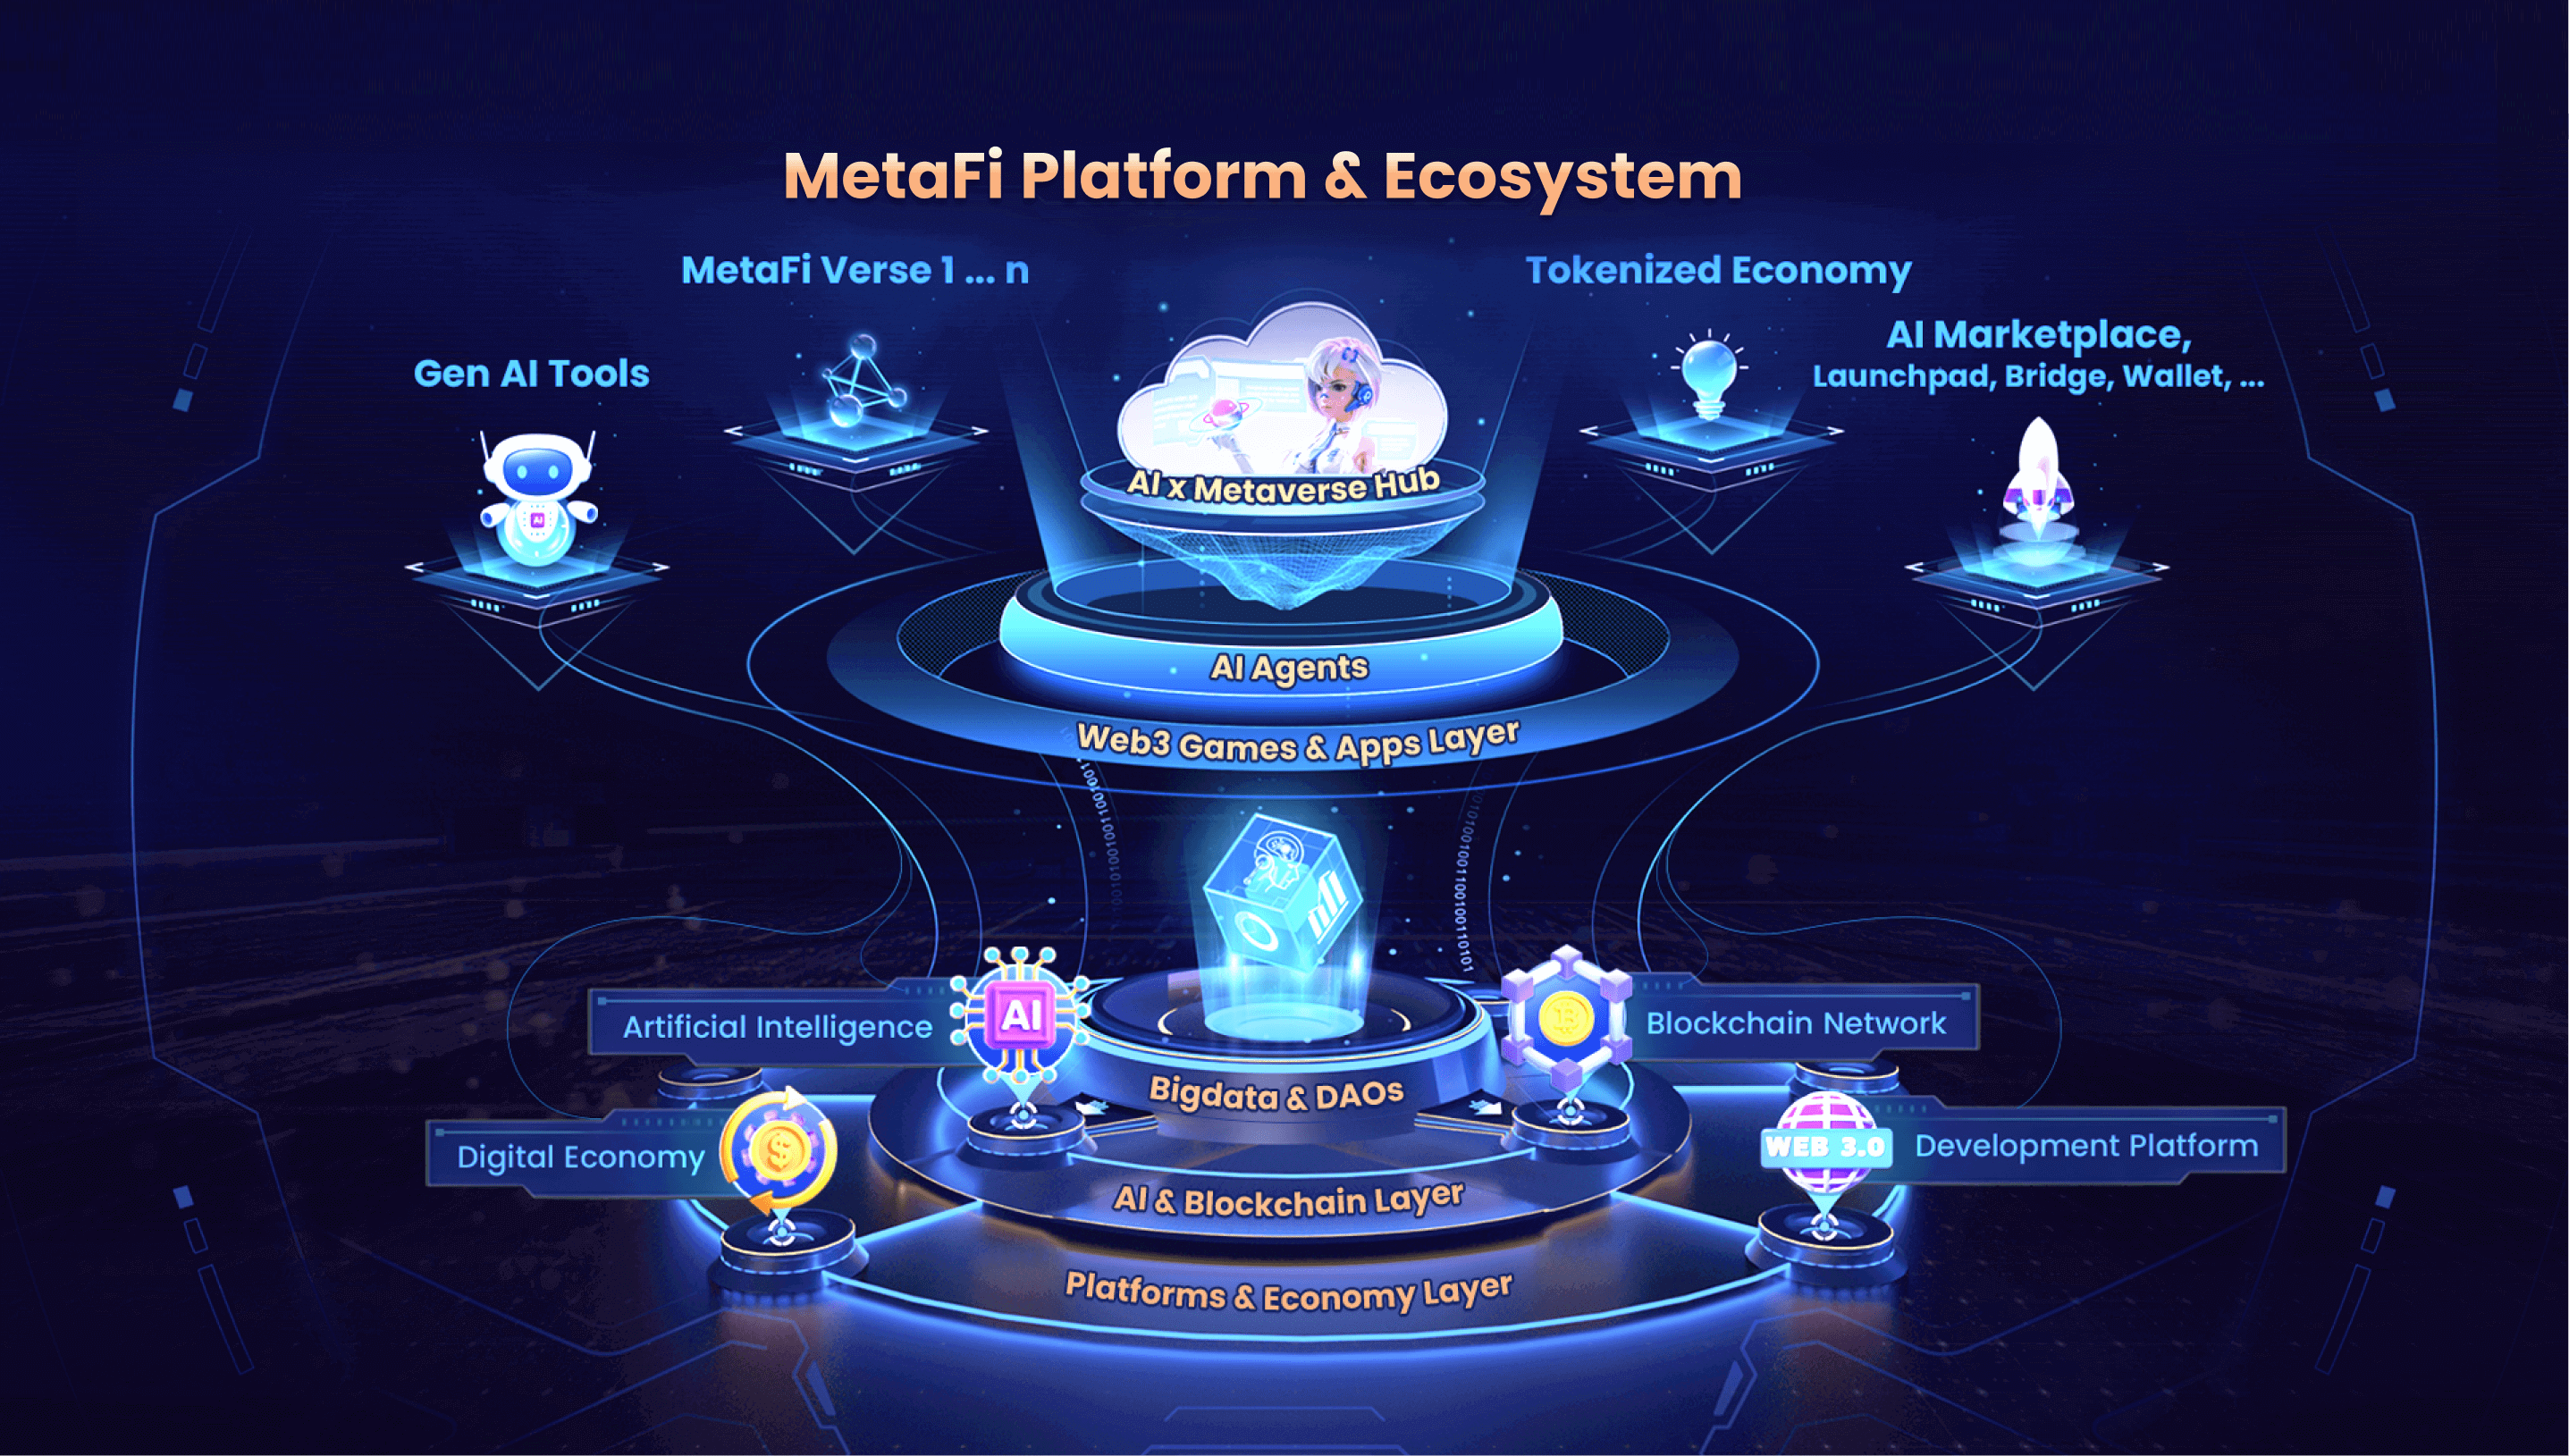 MetaFi Platform & Ecosystem
MetaFi Verse 1 ... n
Tokenized Economy
Gen AI Tools
AI Marketplace,
Launchpad, Bridge, Wallet, ...
AI
AI x Metaverse Hub
AI Agents
Web3 Games & Apps Layer
Artificial Intelligence
AI
Blockchain Network
Bigdata & DAOs
Digital Economy
$
WEB 3.0
Development Platform
AI & Blockchain Layer
Platforms & Economy Layer